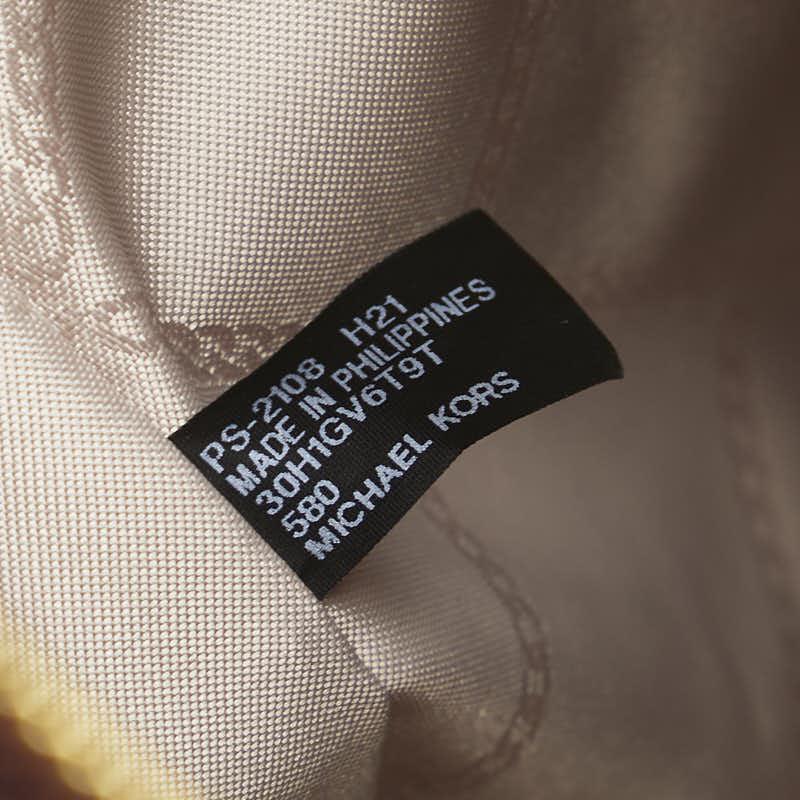 PS-2108 H21
MADE IN PHILIPPINES
30H1GV6T9T
580
MICHAEL KORS